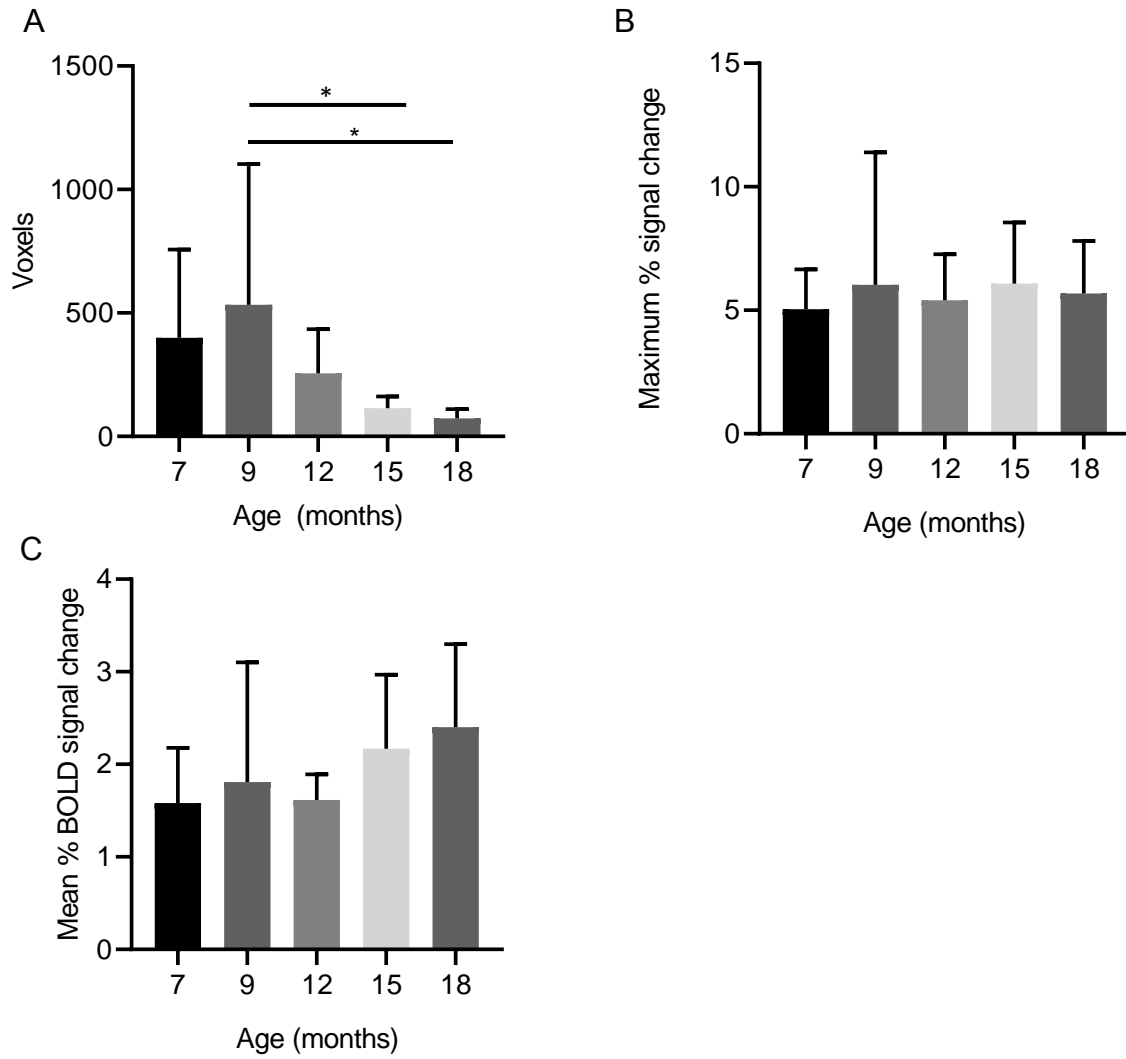 A
1500
1000
500
0
Voxels
*
*
7 9 12 15 18
Age (months)
B
15
10
5
0
Maximum % signal change
7 9 12 15 18
Age (months)
C
4
3
2
1
0
Mean % BOLD signal change
7 9 12 15 18
Age (months)